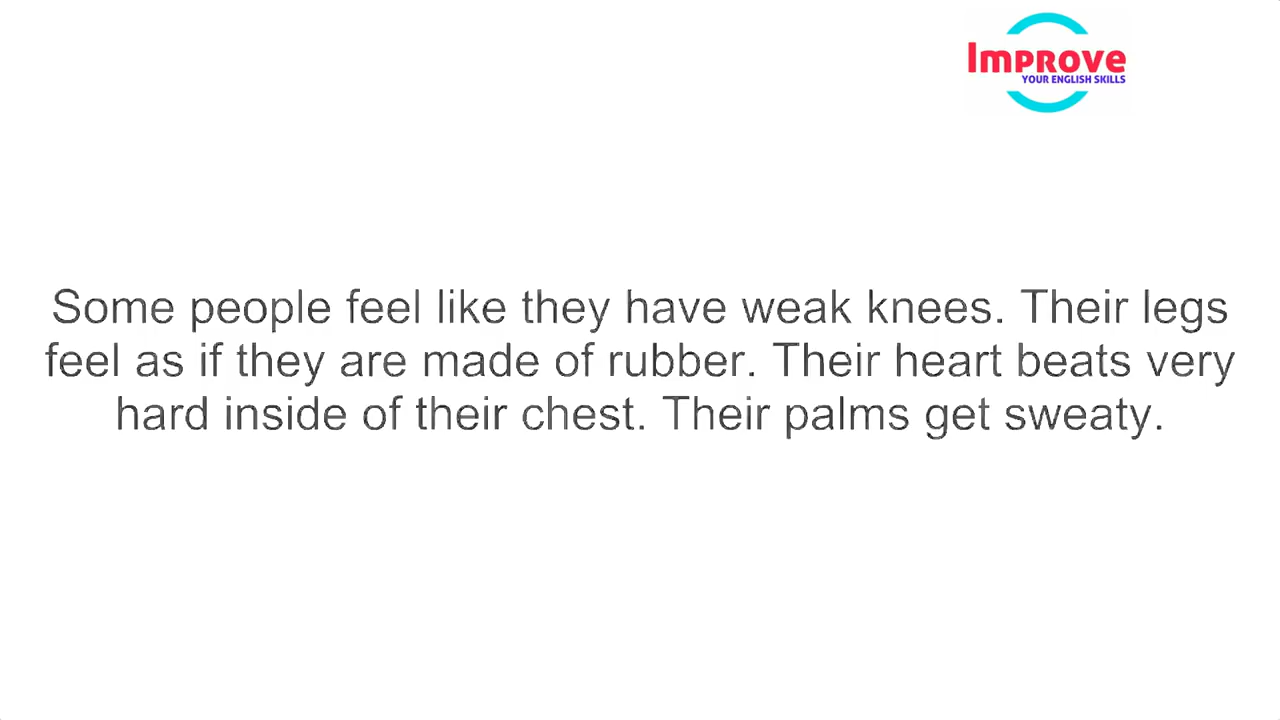 Improve
YOUR ENGLISH SKILLS
Some people feel like they have weak knees. Their legs
feel as if they are made of rubber. Their heart beats very
hard inside of their chest. Their palms get sweaty.